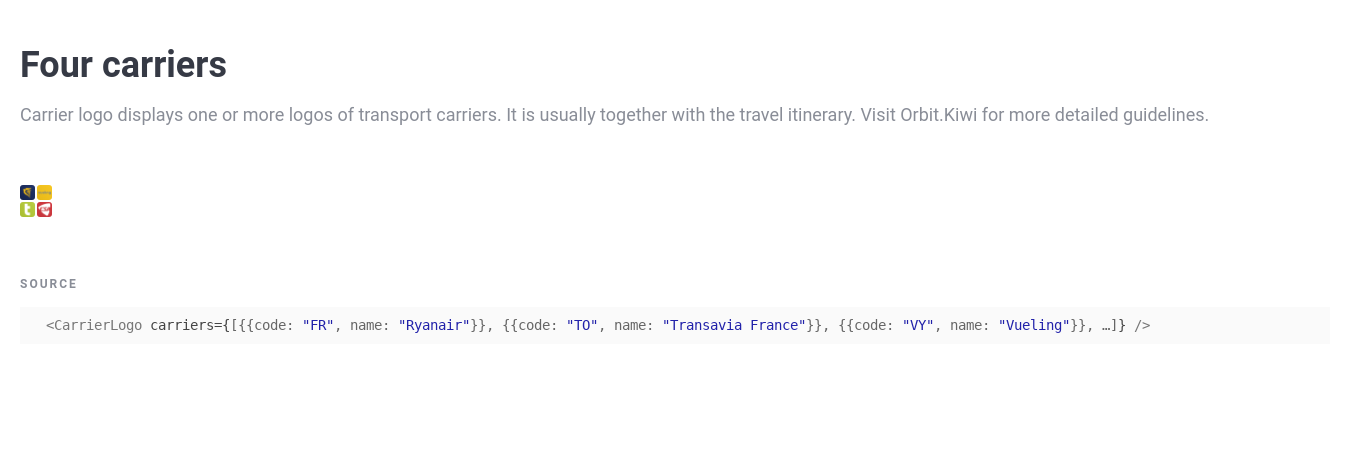 Four carriers
Carrier logo displays one or more logos of transport carriers. It is usually together with the travel itinerary. Visit Orbit.Kiwi for more detailed guidelines.
SOURCE
<CarrierLogo carriers={[{{code: "FR", name: "Ryanair"}}, {{code: "TO", name: "Transavia France"}}, {{code: "VY", name: "Vueling"}}, …]} />